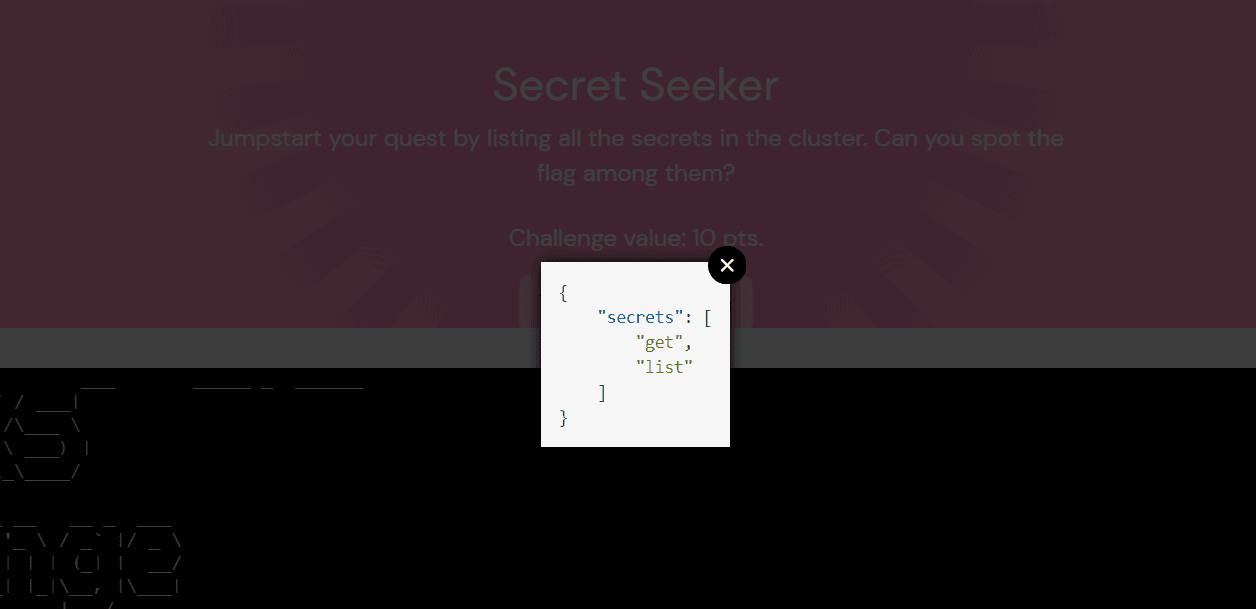 Secret Seeker
Jumpstart your quest by listing all the secrets in the cluster. Can you spot the
flag among them?
Challenge value: 10 pts.
{
"secrets": [
"get",
"list"
]
}